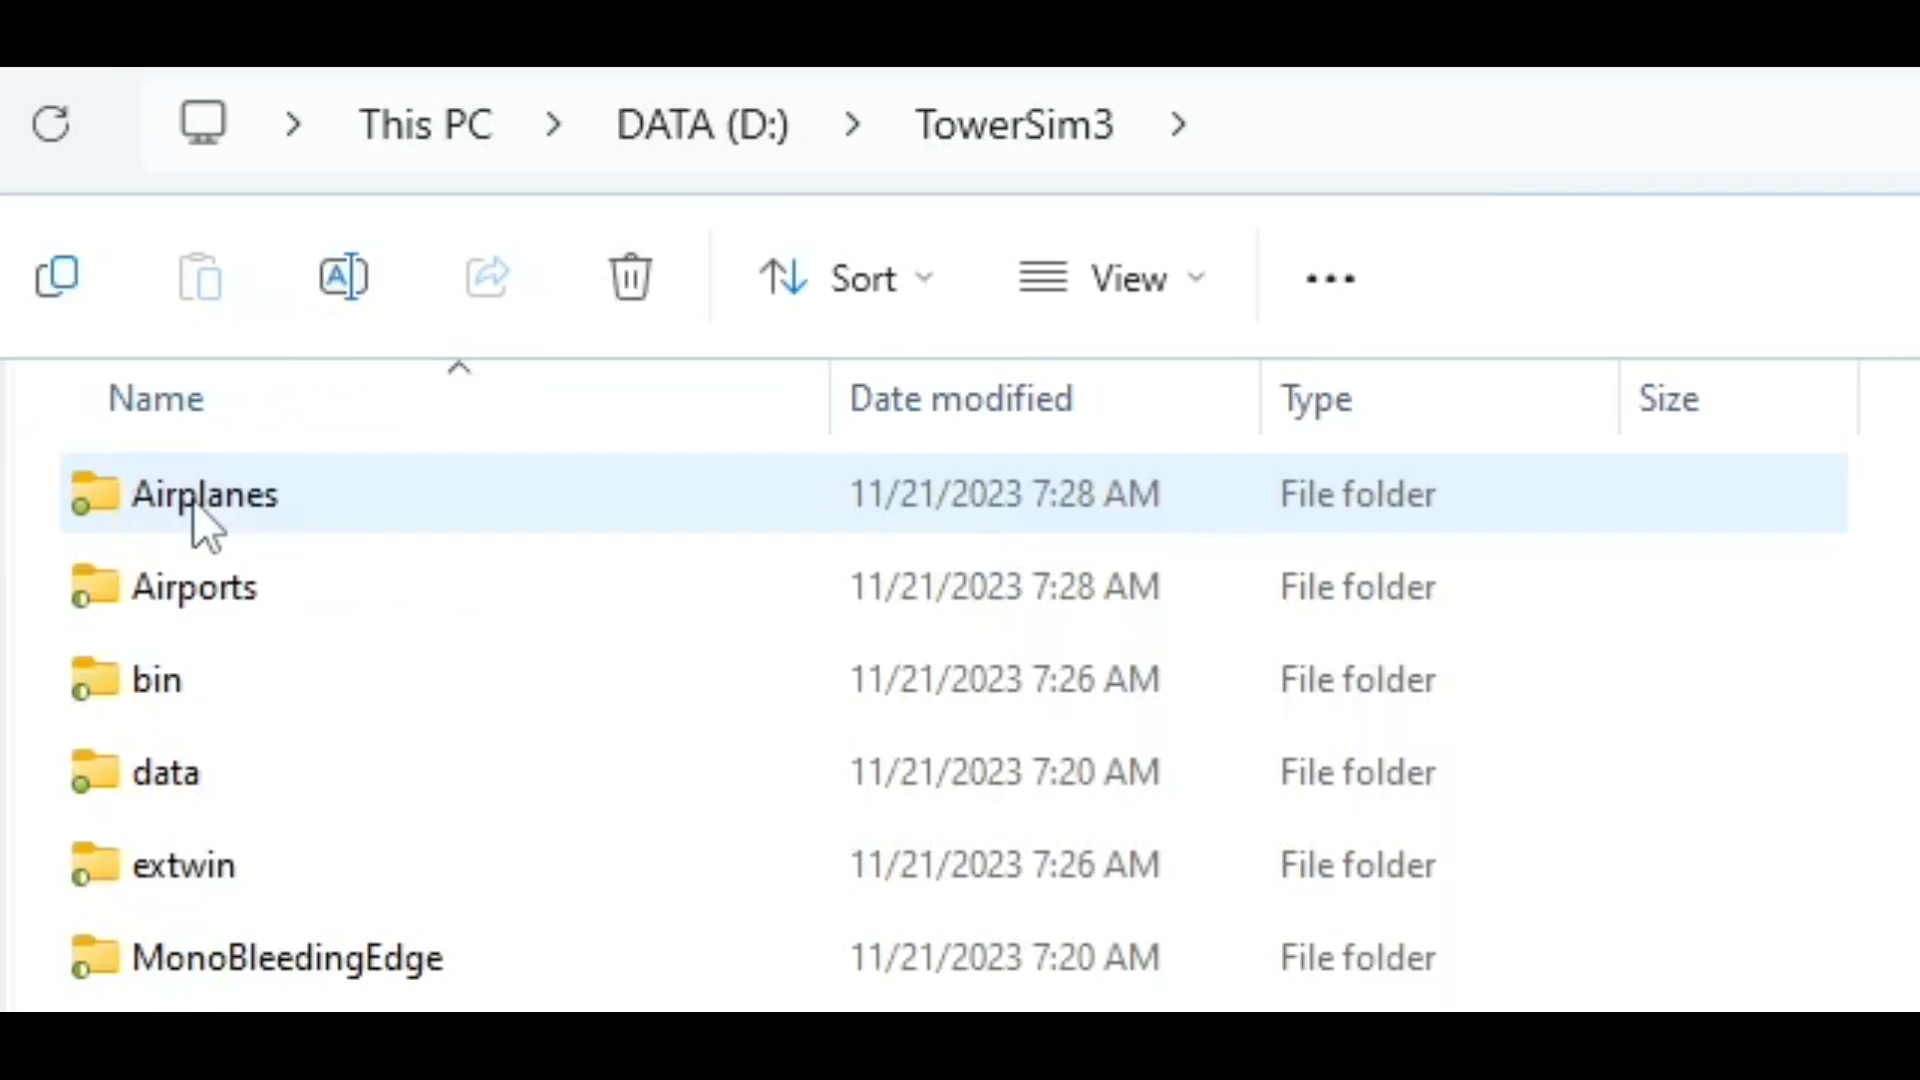 This PC > DATA (D:) > TowerSim3 >
Sort View
Name Date modified Type Size
Airplanes 11/21/2023 7:28 AM File folder
Airports 11/21/2023 7:28 AM File folder
bin 11/21/2023 7:26 AM File folder
data 11/21/2023 7:20 AM File folder
extwin 11/21/2023 7:26 AM File folder
MonoBleedingEdge 11/21/2023 7:20 AM File folder